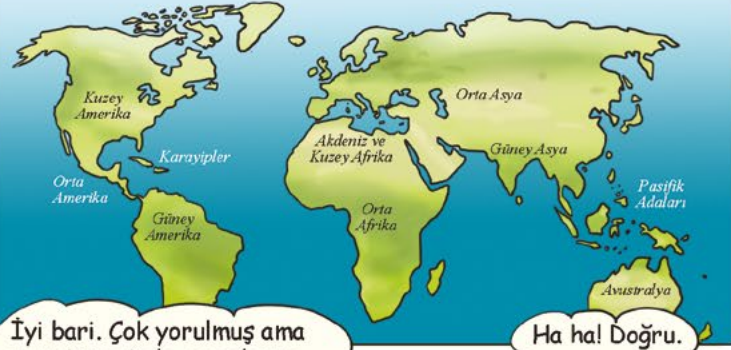 Kuzey
Amerika
Orta Asya
Akdeniz ve
Kuzey Afrika
Güney Asya
Karayipler
Orta
Amerika
Pasifik
Adaları
Güney
Amerika
Orta
Afrika
Avustralya
İyi bari. Çok yorulmuş ama
Ha ha! Doğru.